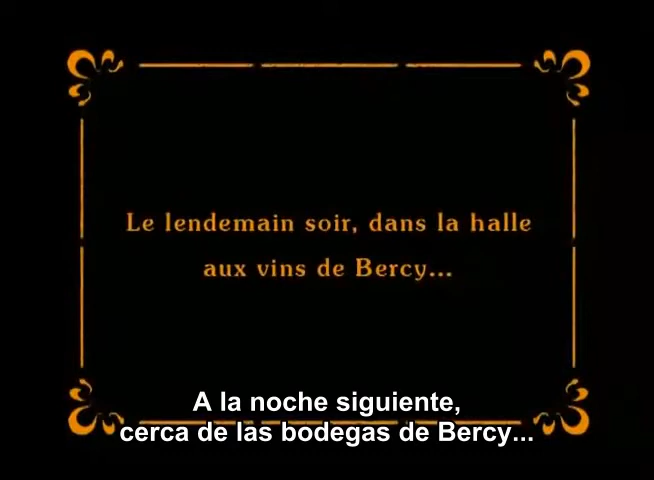 Le lendemain soir, dans la halle
aux vins de Bercy...
A la noche siguiente,
cerca de las bodegas de Bercy...